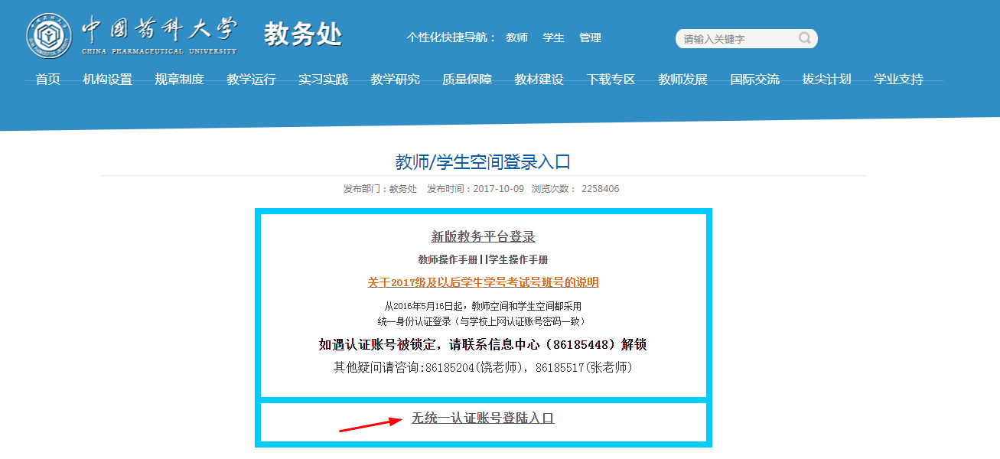 中国药科大学
CHINA PHARMACEUTICAL UNIVERSITY
教务处
个性化快捷导航： 教师 学生 管理
请输入关键字
首页 机构设置 规章制度 教学运行 实习实践 教学研究 质量保障 教材建设 下载专区 教师发展 国际交流 拔尖计划 学业支持
教师/学生空间登录入口
发布部门：教务处 发布时间：2017-10-09 浏览次数： 2258406
新版教务平台登录
教师操作手册||学生操作手册
关于2017级及以后学生学号考试号班号的说明
从2016年5月16日起，教师空间和学生空间都采用
统一身份认证登录（与学校上网认证账号密码一致）
如遇认证账号被锁定，请联系信息中心（86185448）解锁
其他疑问请咨询:86185204(饶老师)，86185517(张老师)
无统一认证账号登陆入口